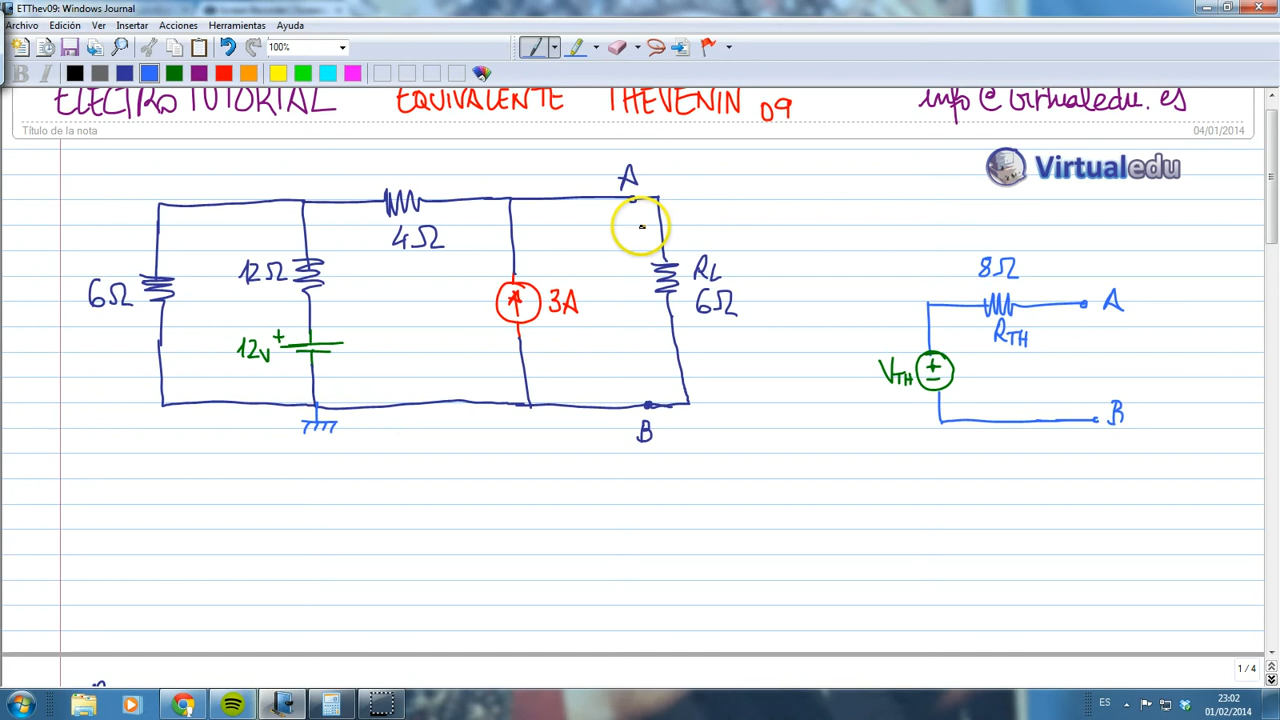 ETThev09: Windows Journal
Archivo Edición Ver Insertar Acciones Herramientas Ayuda
100%
ELECTRO TUTORIAL EQUIVALENTE THEVENIN 09 info@virtualedu.es
Título de la nota 04/01/2014
Virtualedu
A
4Ω
6Ω
12Ω
RL
6Ω
3A
12V
+
B
8Ω
RTH
A
VTH
+
-
B
1 / 4
ES
23:02
01/02/2014